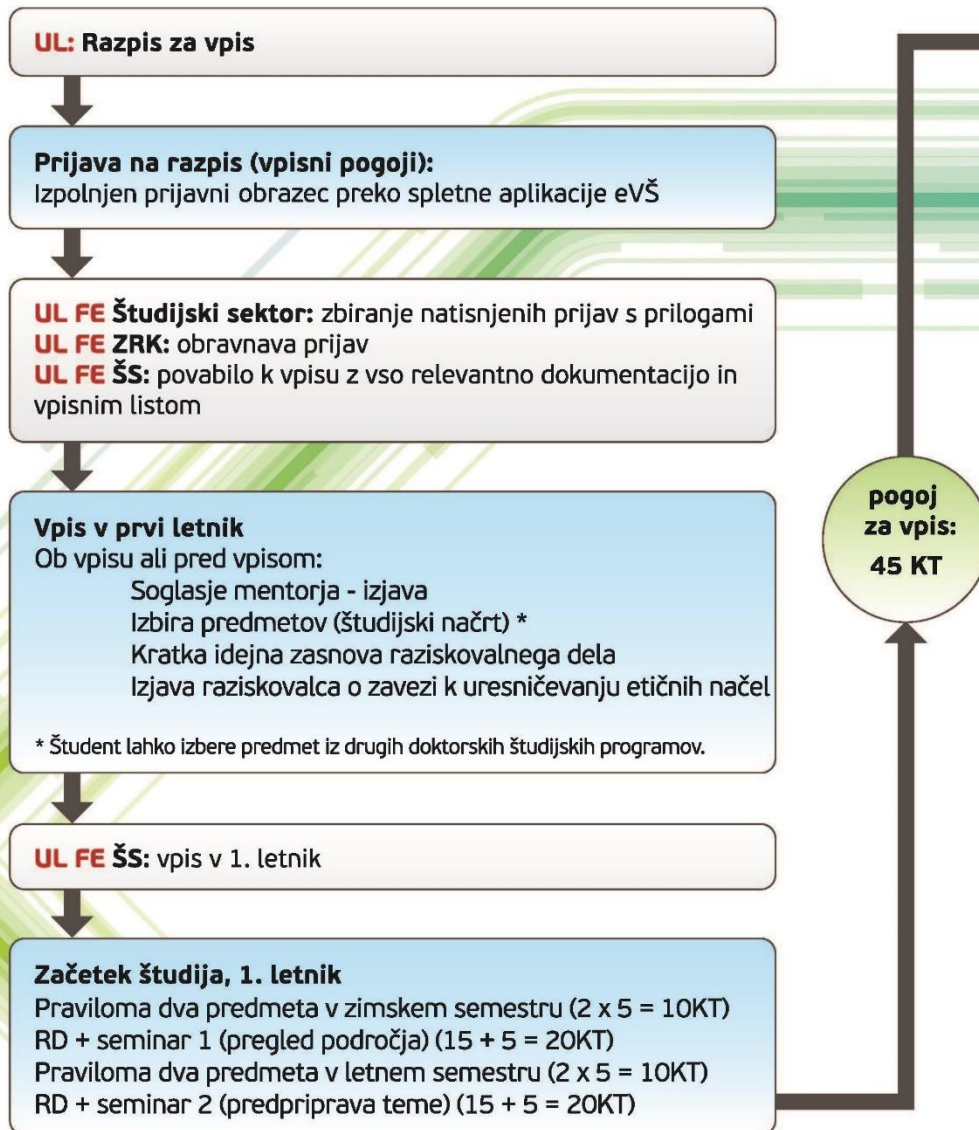 UL: Razpis za vpis
Prijava na razpis (vpisni pogoji):
Izpolnjen prijavni obrazec preko spletne aplikacije eVŠ
UL FE Študijski sektor: zbiranje natisnjenih prijav s prilogami
UL FE ZRK: obravnava prijav
UL FE ŠS: povabilo k vpisu z vso relevantno dokumentacijo in
vpisnim listom
Vpis v prvi letnik
Ob vpisu ali pred vpisom:
Soglasje mentorja - izjava
Izbira predmetov (študijski načrt) *
Kratka idejna zasnova raziskovalnega dela
Izjava raziskovalca o zavezi k uresničevanju etičnih načel
* Študent lahko izbere predmet iz drugih doktorskih študijskih programov.
UL FE ŠS: vpis v 1. letnik
Začetek študija, 1. letnik
Praviloma dva predmeta v zimskem semestru (2 x 5 = 10KT)
RD + seminar 1 (pregled področja) (15 + 5 = 20KT)
Praviloma dva predmeta v letnem semestru (2 x 5 = 10KT)
RD + seminar 2 (predpriprava teme) (15 + 5 = 20KT)
pogoj
za vpis:
45 KT